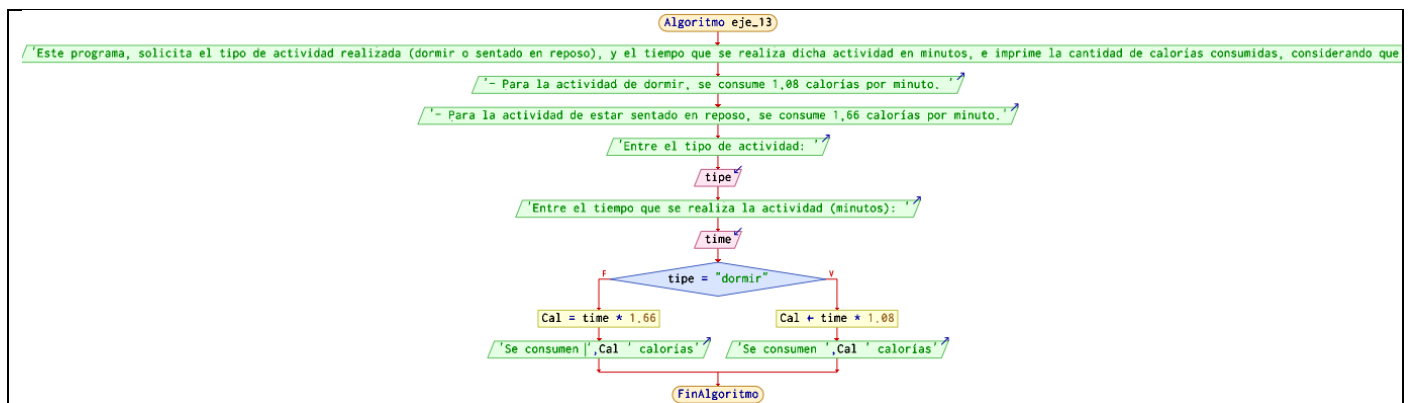 Algoritmo eje_13
'Este programa, solicita el tipo de actividad realizada (dormir o sentado en reposo), y el tiempo que se realiza dicha actividad en minutos, e imprime la cantidad de calorías consumidas, considerando que
'- Para la actividad de dormir, se consume 1,08 calorías por minuto. '
'- Para la actividad de estar sentado en reposo, se consume 1,66 calorías por minuto.'
'Entre el tipo de actividad: '
tipe
'Entre el tiempo que se realiza la actividad (minutos): '
time
F V
tipe = "dormir"
Cal = time * 1.66 Cal ← time * 1.08
'Se consumen ',Cal ' calorías' 'Se consumen ',Cal ' calorías'
FinAlgoritmo